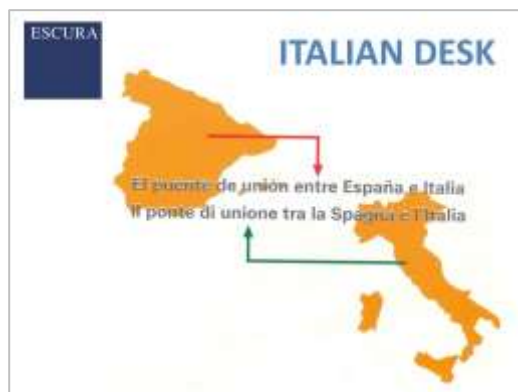 ESCURA
ITALIAN DESK
El puente de unión entre España e Italia
Il ponte di unione tra la Spagna e l'Italia